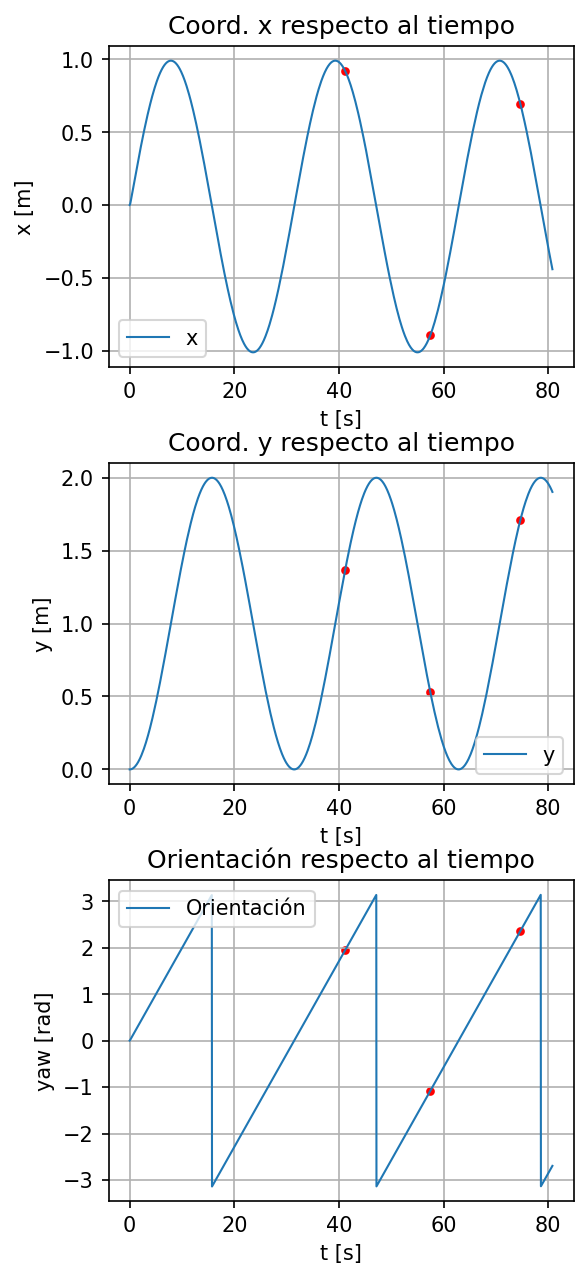 Coord. x respecto al tiempo
1.0
0.5
0.0
−0.5
−1.0
x [m]
x
0 20 40 60 80
t [s]
Coord. y respecto al tiempo
2.0
1.5
1.0
0.5
0.0
y [m]
y
0 20 40 60 80
t [s]
Orientación respecto al tiempo
3
2
1
0
−1
−2
−3
yaw [rad]
Orientación
0 20 40 60 80
t [s]